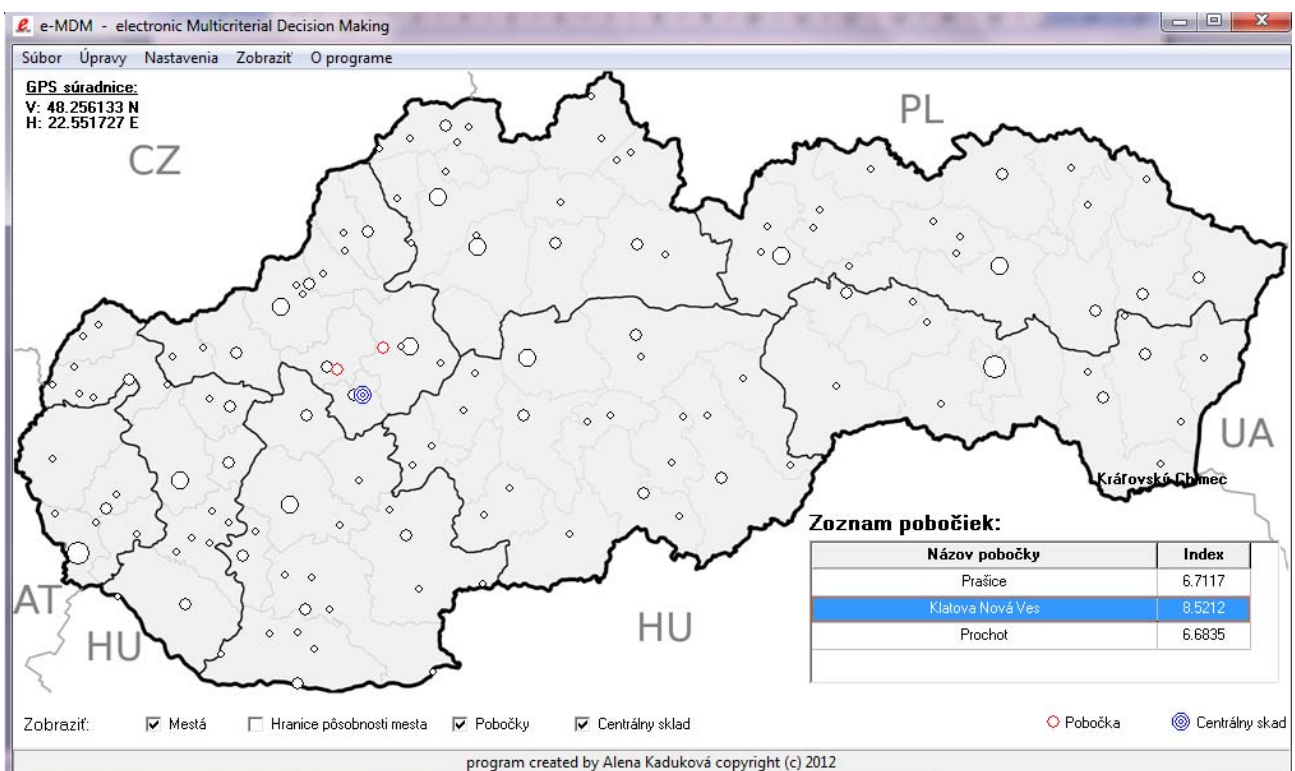 e-MDM - electronic Multicriterial Decision Making
Súbor Úpravy Nastavenia Zobraziť O programe
GPS súradnice:
V: 48.256133 N
H: 22.551727 E
CZ
PL
UA
Kráľovský Chlmec
Zoznam pobočiek:
Názov pobočky Index
Prašice 6.7117
Klatova Nová Ves 8.5212
Prochot 6.6835
AT
HU
HU
Zobraziť: Mestá Hranice pôsobnosti mesta Pobočky Centrálny sklad Pobočka Centrálny skad
program created by Alena Kaduková copyright (c) 2012